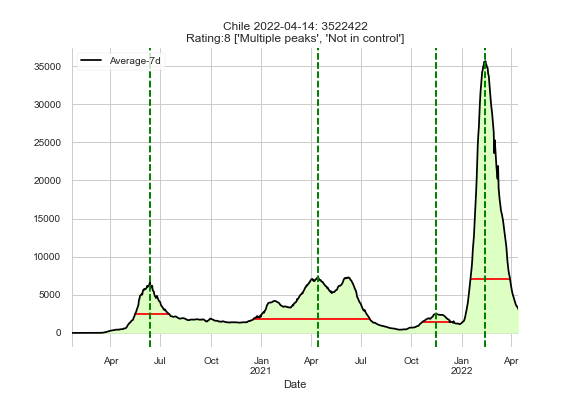 Chile 2022-04-14: 3522422
Rating:8 ['Multiple peaks', 'Not in control']
Average-7d
35000
30000
25000
20000
15000
10000
5000
0
Apr Jul Oct Jan Apr Jul Oct Jan Apr
2021 2022
Date